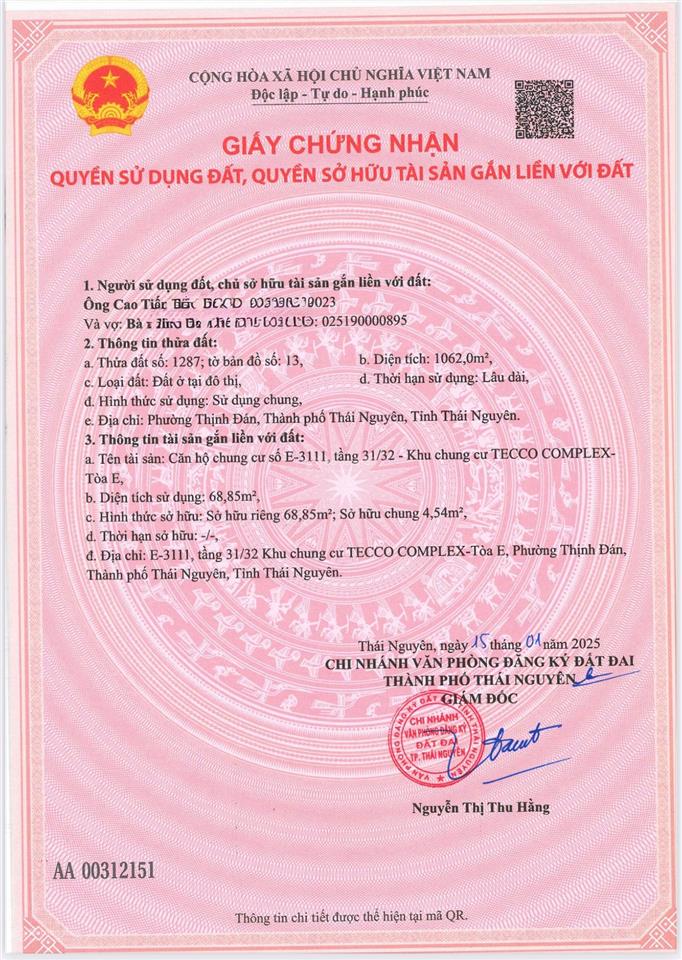 CỘNG HÒA XÃ HỘI CHỦ NGHĨA VIỆT NAM
Độc lập - Tự do - Hạnh phúc
GIẤY CHỨNG NHẬN
QUYỀN SỬ DỤNG ĐẤT, QUYỀN SỞ HỮU TÀI SẢN GẮN LIỀN VỚI ĐẤT
1. Người sử dụng đất, chủ sở hữu tài sản gắn liền với đất:
Ông Cao Tiến
Và vợ: Bà : 025190000895
2. Thông tin thửa đất:
a. Thửa đất số: 1287; tờ bản đồ số: 13, b. Diện tích: 1062,0m²,
c. Loại đất: Đất ở tại đô thị, d. Thời hạn sử dụng: Lâu dài,
đ. Hình thức sử dụng: Sử dụng chung,
e. Địa chỉ: Phường Thịnh Đán, Thành phố Thái Nguyên, Tỉnh Thái Nguyên.
3. Thông tin tài sản gắn liền với đất:
a. Tên tài sản: Căn hộ chung cư số E-3111, tầng 31/32 - Khu chung cư TECCO COMPLEX-
Tòa E,
b. Diện tích sử dụng: 68,85m²,
c. Hình thức sở hữu: Sở hữu riêng 68,85m²; Sở hữu chung 4,54m²,
d. Thời hạn sở hữu: -/-,
đ. Địa chỉ: E-3111, tầng 31/32 Khu chung cư TECCO COMPLEX-Tòa E, Phường Thịnh Đán,
Thành phố Thái Nguyên, Tỉnh Thái Nguyên.
Thái Nguyên, ngày 15 tháng 01 năm 2025
CHI NHÁNH VĂN PHÒNG ĐĂNG KÝ ĐẤT ĐAI
THÀNH PHỐ THÁI NGUYÊN
GIÁM ĐỐC
VĂN PHÒNG ĐĂNG KÝ ĐẤT ĐAI TỈNH THÁI NGUYÊN
CHI NHÁNH
VĂN PHÒNG ĐĂNG KÝ
ĐẤT ĐAI
TP. THÁI NGUYÊN
Nguyễn Thị Thu Hằng
AA 00312151
Thông tin chi tiết được thể hiện tại mã QR.